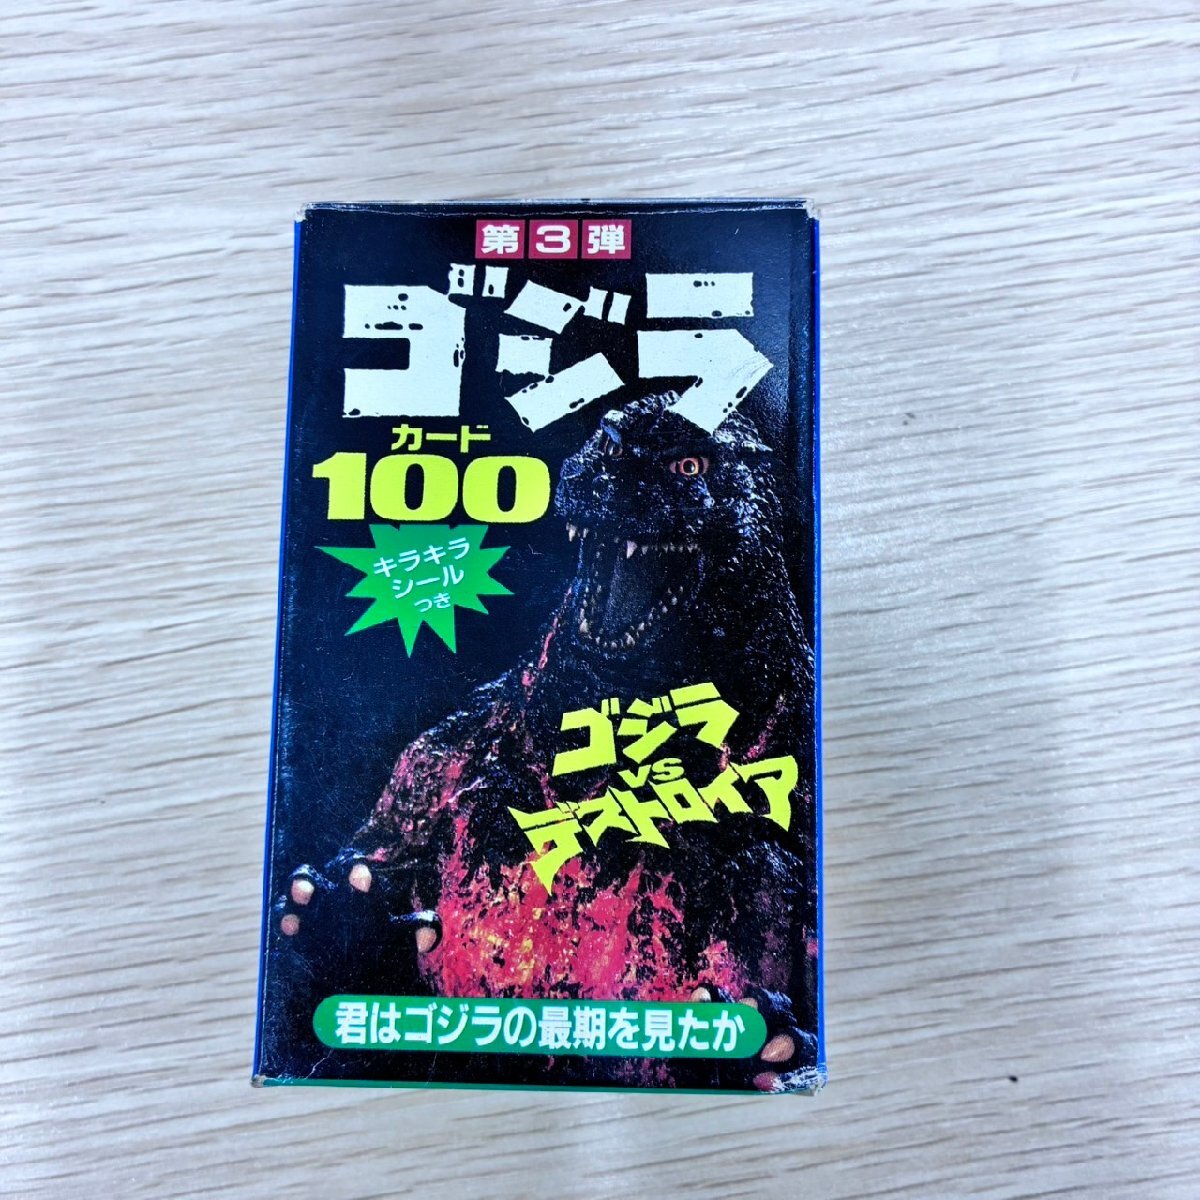 第3弾
ゴジラ
カード
100
キラキラ
シール
つき
ゴジラ
VS
デストロイア
君はゴジラの最期を見たか